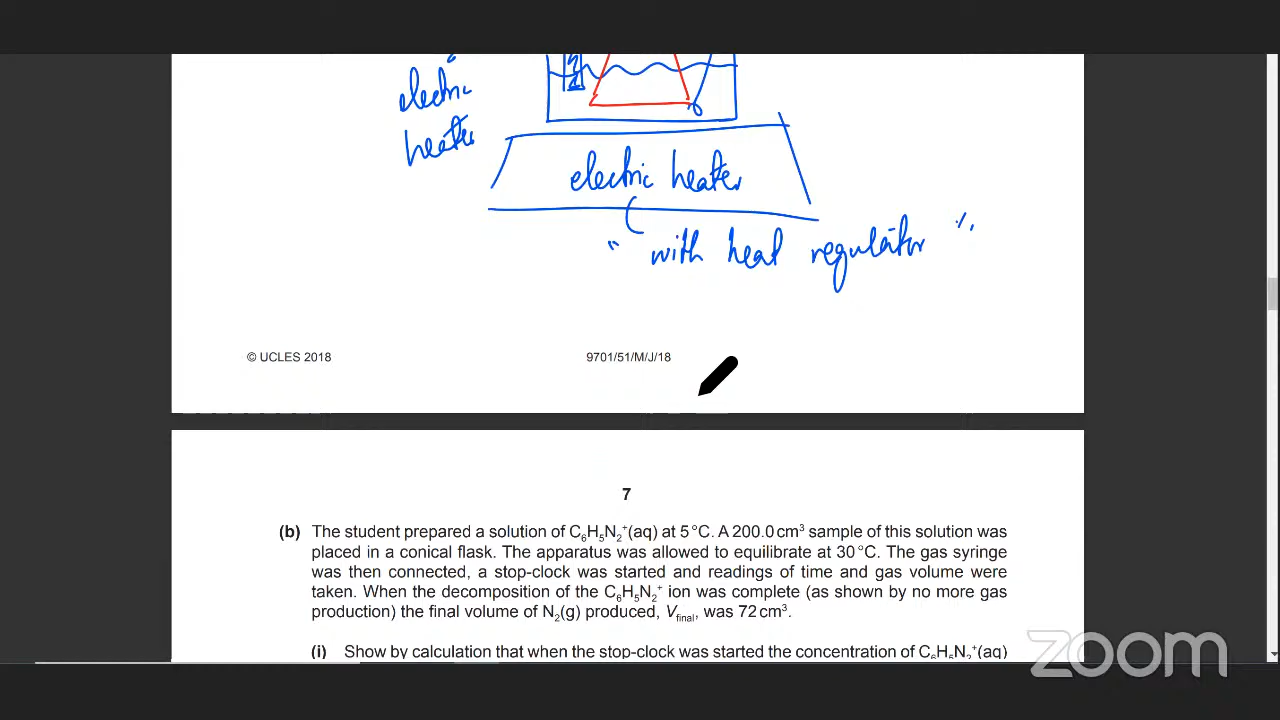 electric
heater
electric heater
" with heat regulator "
© UCLES 2018
9701/51/M/J/18
7
(b) The student prepared a solution of C₆H₅N₂⁺(aq) at 5 °C. A 200.0 cm³ sample of this solution was
placed in a conical flask. The apparatus was allowed to equilibrate at 30 °C. The gas syringe
was then connected, a stop-clock was started and readings of time and gas volume were
taken. When the decomposition of the C₆H₅N₂⁺ ion was complete (as shown by no more gas
production) the final volume of N₂(g) produced, V_final, was 72 cm³.
(i) Show by calculation that when the stop-clock was started the concentration of C₆H₅N₂⁺(aq)
zoom